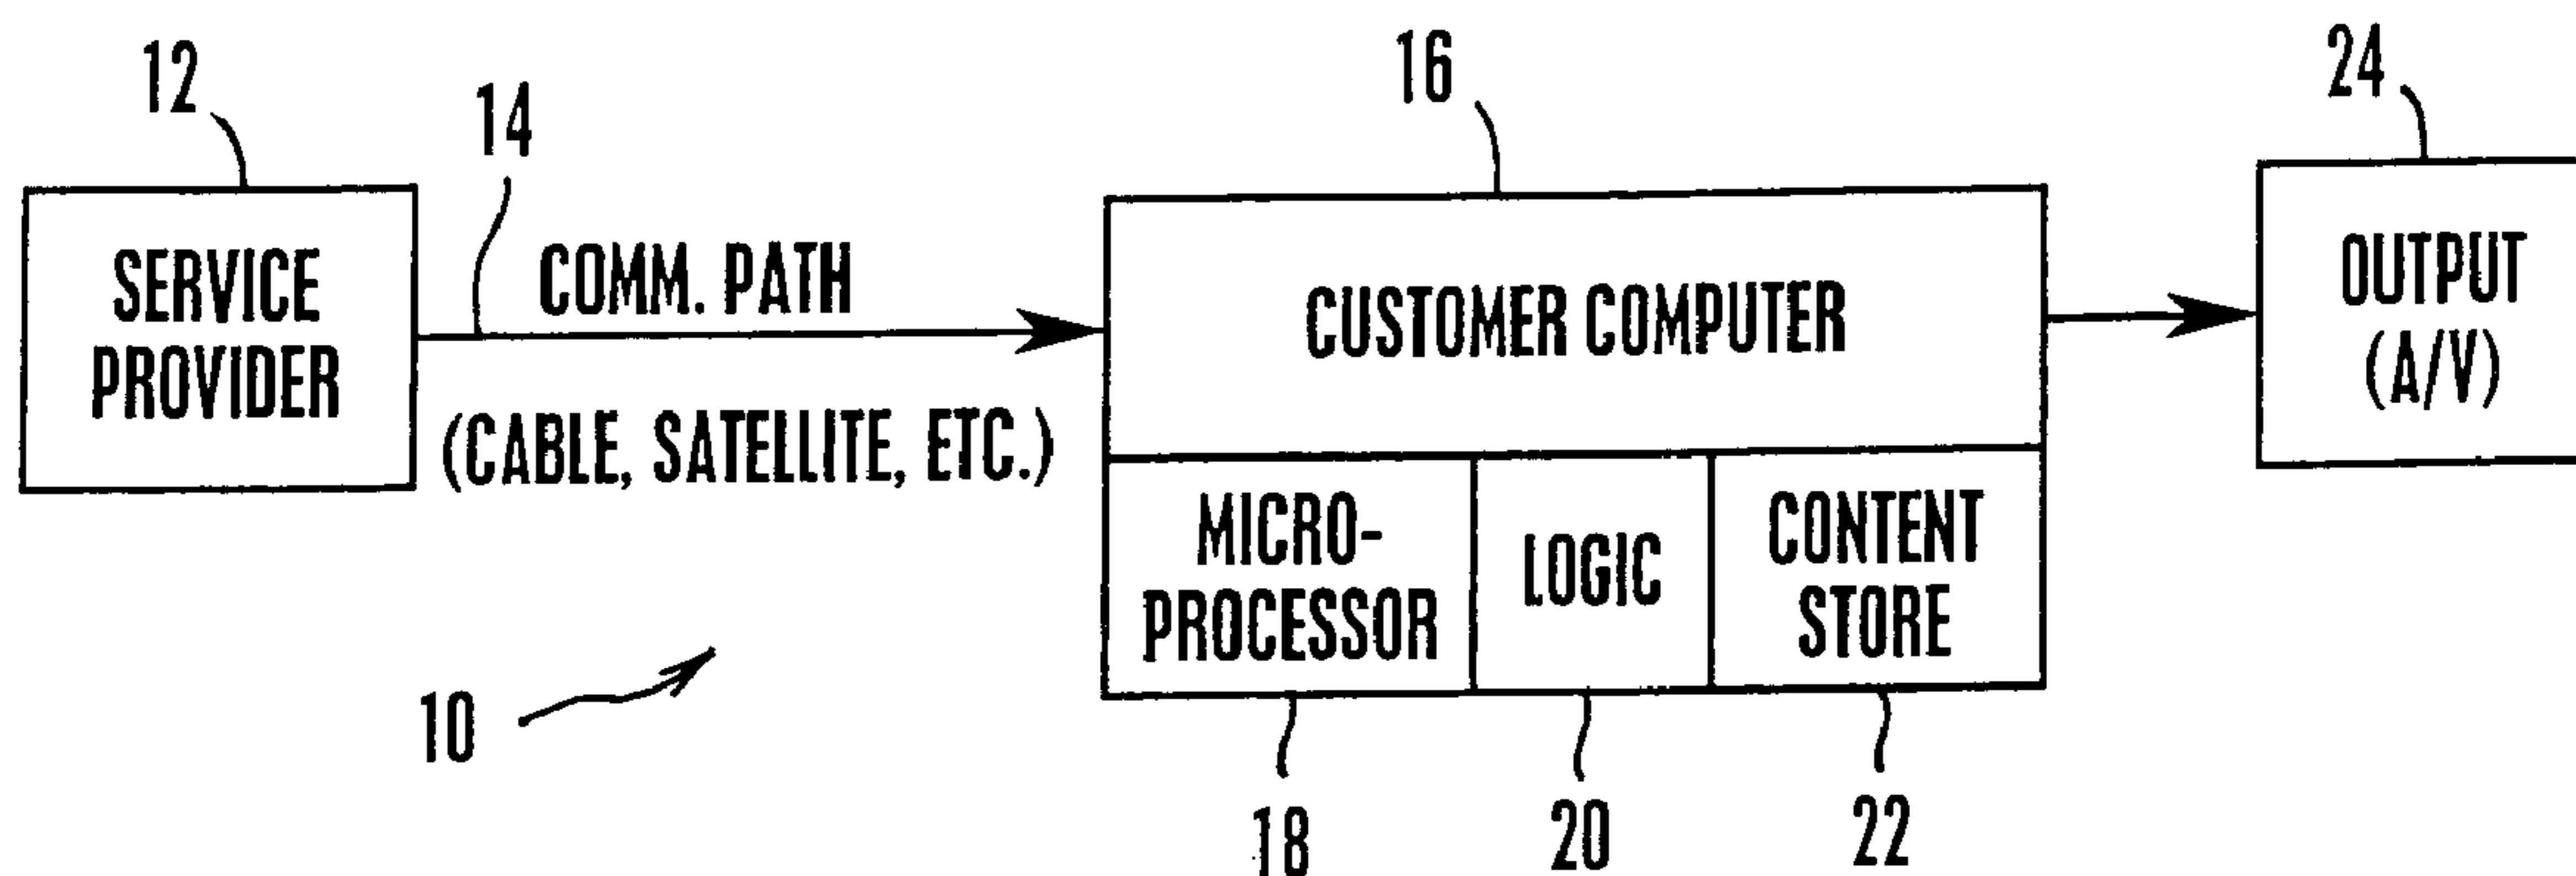 12
14
16
24
SERVICE
PROVIDER
COMM. PATH
(CABLE, SATELLITE, ETC.)
CUSTOMER COMPUTER
MICRO-
PROCESSOR
LOGIC
CONTENT
STORE
OUTPUT
(A/V)
10
18
20
22